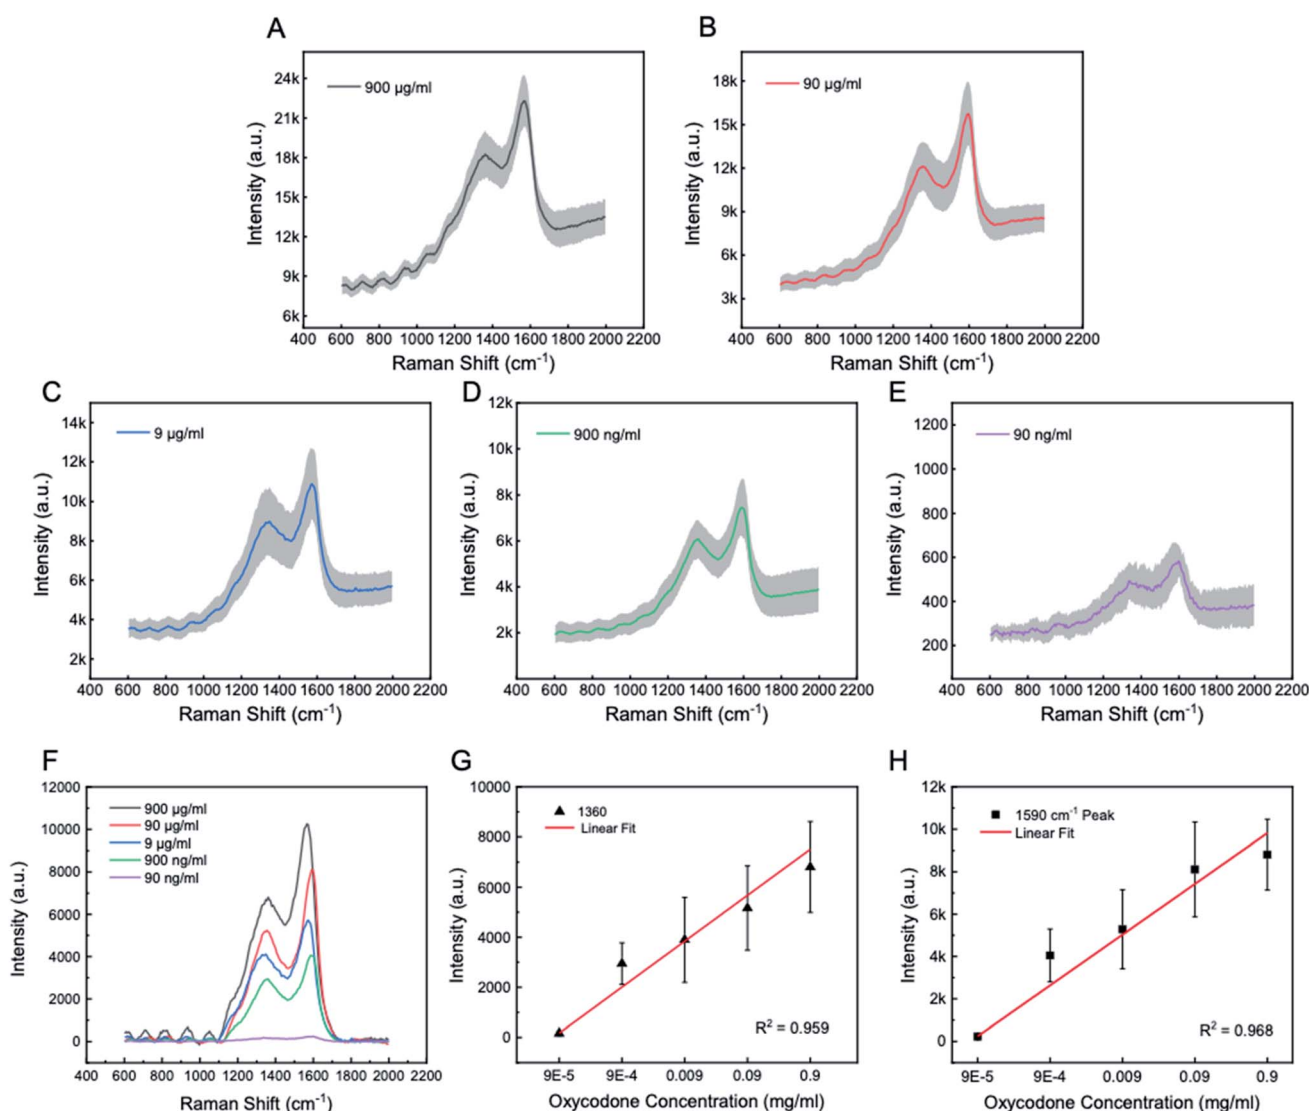 A
Intensity (a.u.)
24k
21k
18k
15k
12k
9k
6k
900 μg/ml
400 600 800 1000 1200 1400 1600 1800 2000 2200
Raman Shift (cm-1)
B
Intensity (a.u.)
18k
15k
12k
9k
6k
3k
90 μg/ml
400 600 800 1000 1200 1400 1600 1800 2000 2200
Raman Shift (cm-1)
C
Intensity (a.u.)
14k
12k
10k
8k
6k
4k
2k
9 μg/ml
400 600 800 1000 1200 1400 1600 1800 2000 2200
Raman Shift (cm-1)
D
Intensity (a.u.)
12k
10k
8k
6k
4k
2k
900 ng/ml
400 600 800 1000 1200 1400 1600 1800 2000 2200
Raman Shift (cm-1)
E
Intensity (a.u.)
1200
1000
800
600
400
200
90 ng/ml
400 600 800 1000 1200 1400 1600 1800 2000 2200
Raman Shift (cm-1)
F
Intensity (a.u.)
12000
10000
8000
6000
4000
2000
0
900 μg/ml
90 μg/ml
9 μg/ml
900 ng/ml
90 ng/ml
400 600 800 1000 1200 1400 1600 1800 2000 2200
Raman Shift (cm-1)
G
Intensity (a.u.)
10000
8000
6000
4000
2000
0
1360
Linear Fit
R2 = 0.959
9E-5 9E-4 0.009 0.09 0.9
Oxycodone Concentration (mg/ml)
H
Intensity (a.u.)
12k
10k
8k
6k
4k
2k
0
1590 cm-1 Peak
Linear Fit
R2 = 0.968
9E-5 9E-4 0.009 0.09 0.9
Oxycodone Concentration (mg/ml)